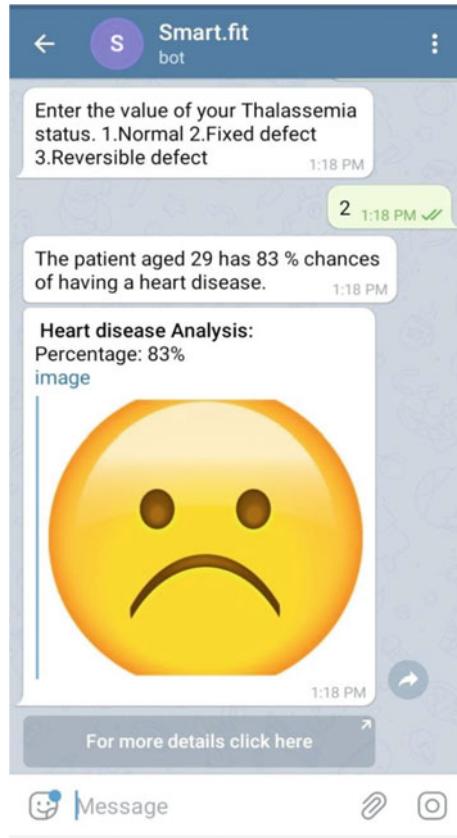 S
Smart.fit
bot
Enter the value of your Thalassemia
status. 1.Normal 2.Fixed defect
3.Reversible defect
1:18 PM
2 1:18 PM
The patient aged 29 has 83 % chances
of having a heart disease.
1:18 PM
Heart disease Analysis:
Percentage: 83%
image
1:18 PM
For more details click here
Message